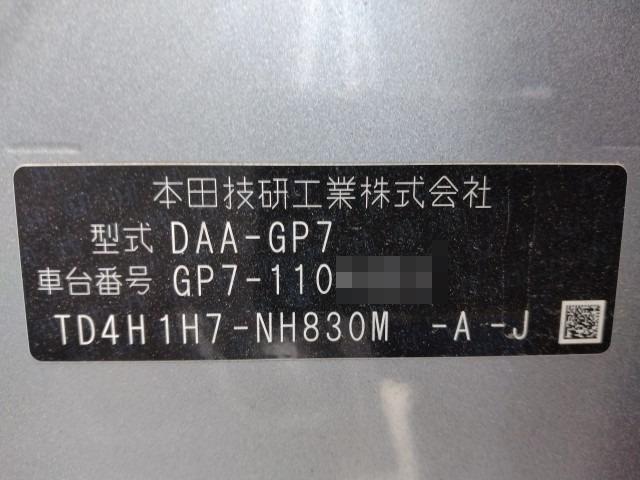 本田技研工業株式会社
型式 DAA-GP7
車台番号 GP7-110
TD4H1H7-NH830M -A-J